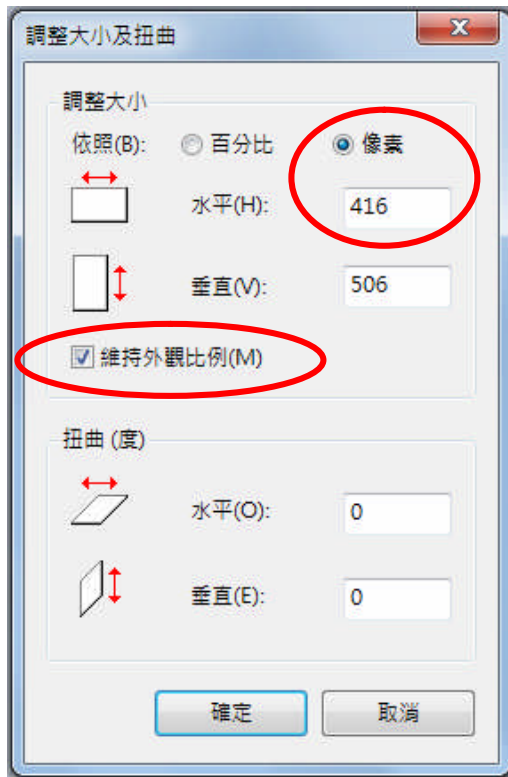 調整大小及扭曲
調整大小
依照(B): 百分比 像素
水平(H): 416
垂直(V): 506
維持外觀比例(M)
扭曲 (度)
水平(O): 0
垂直(E): 0
確定 取消